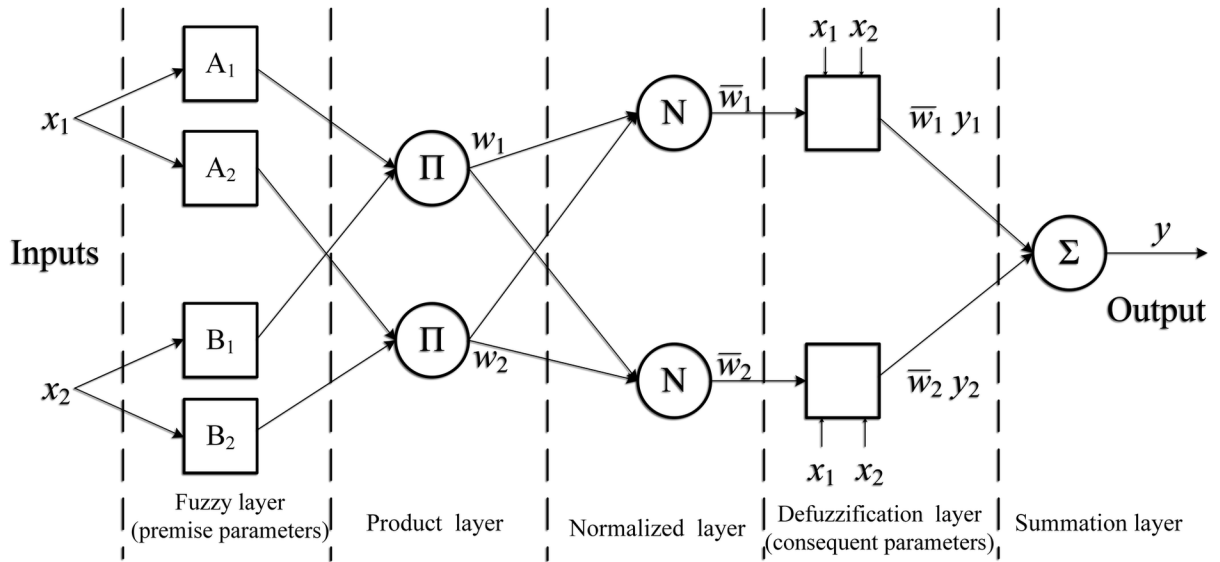 x₁ x₂
A₁
w̅₁
N
x₁
w₁
w̅₁ y₁
A₂
Π
Inputs
Σ
y
Output
B₁
Π
w₂
w̅₂
N
x₂
w̅₂ y₂
B₂
x₁ x₂
Fuzzy layer
(premise parameters)
Product layer
Normalized layer
Defuzzification layer
(consequent parameters)
Summation layer